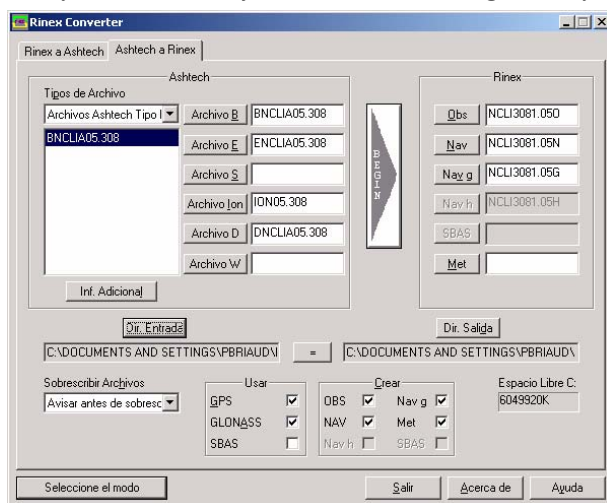 Rinex Converter
Rinex a Ashtech
Ashtech a Rinex
Ashtech
Rinex
Tipos de Archivo
Archivos Ashtech Tipo
BNCLIA05.308
Archivo B BNCLIA05.308
Archivo E ENCLIA05.308
Archivo S
Archivo Ion ION05.308
Archivo D DNCLIA05.308
Archivo W
Inf. Adicional
BEGIN
Obs NCLI3081.05O
Nav NCLI3081.05N
Nav g NCLI3081.05G
Nav h NCLI3081.05H
SBAS
Met
Dir. Entrada
Dir. Salida
C:\DOCUMENTS AND SETTINGS\PBRIAUD\
=
C:\DOCUMENTS AND SETTINGS\PBRIAUD\
Sobrescribir Archivos
Avisar antes de sobresc
Usar
GPS
GLONASS
SBAS
Crear
OBS Nav g
NAV Met
Nav h SBAS
Espacio Libre C:
6049920K
Seleccione el modo
Salir
Acerca de
Ayuda